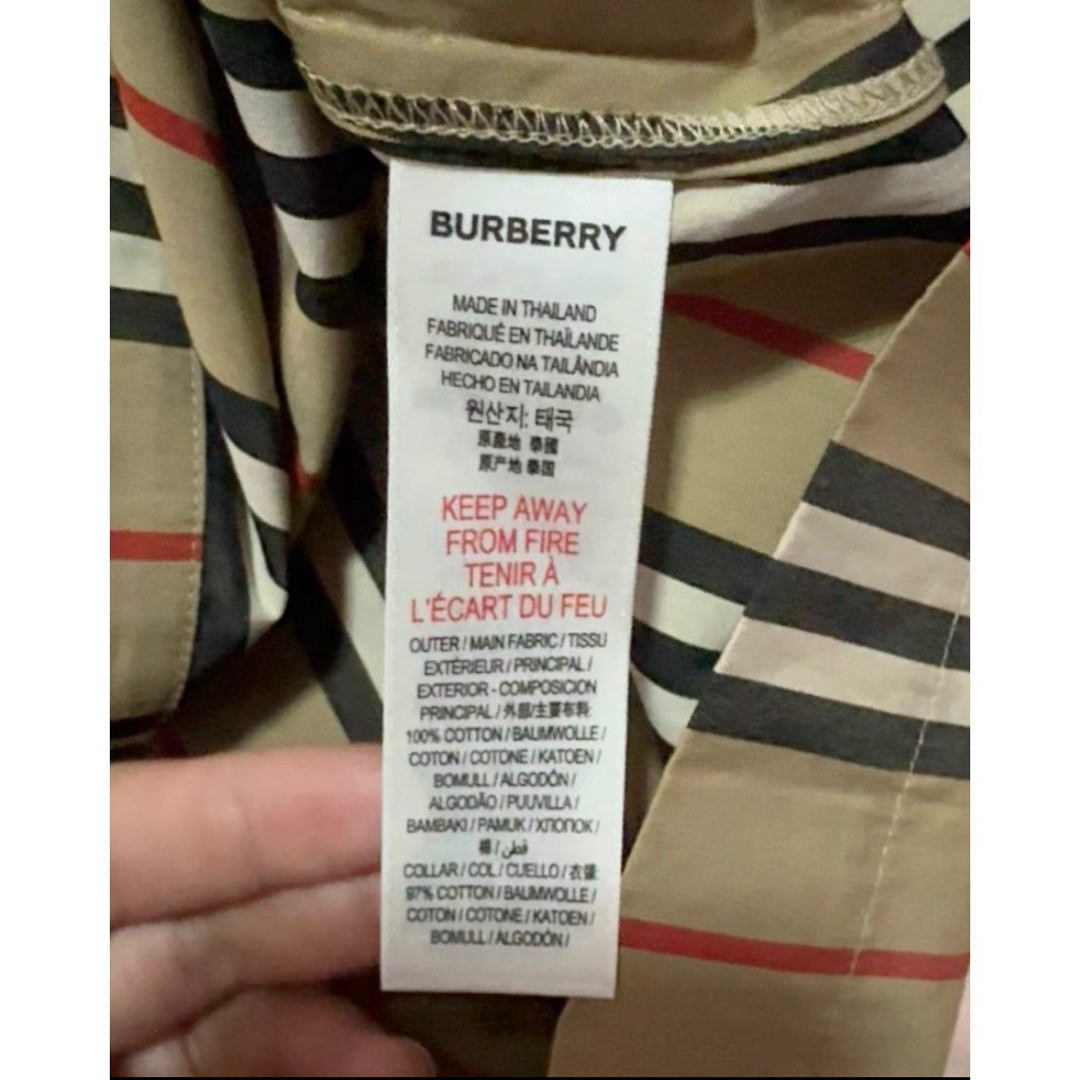 BURBERRY
MADE IN THAILAND
FABRIQUÉ EN THAÏLANDE
FABRICADO NA TAILÂNDIA
HECHO EN TAILANDIA
원산지: 태국
原產地 泰國
原产地 泰国
KEEP AWAY
FROM FIRE
TENIR À
L'ÉCART DU FEU
OUTER / MAIN FABRIC / TISSU
EXTÉRIEUR / PRINCIPAL /
EXTERIOR - COMPOSICION
PRINCIPAL / 外部/主要布料:
100% COTTON / BAUMWOLLE /
COTON / COTONE / KATOEN /
BOMULL / ALGODÓN /
ALGODÃO / PUUVILLA /
BAMBAKI / PAMUK / ХЛОПОК /
棉 / قطن
COLLAR / COL / CUELLO / 衣領:
97% COTTON / BAUMWOLLE /
COTON / COTONE / KATOEN /
BOMULL / ALGODÓN /